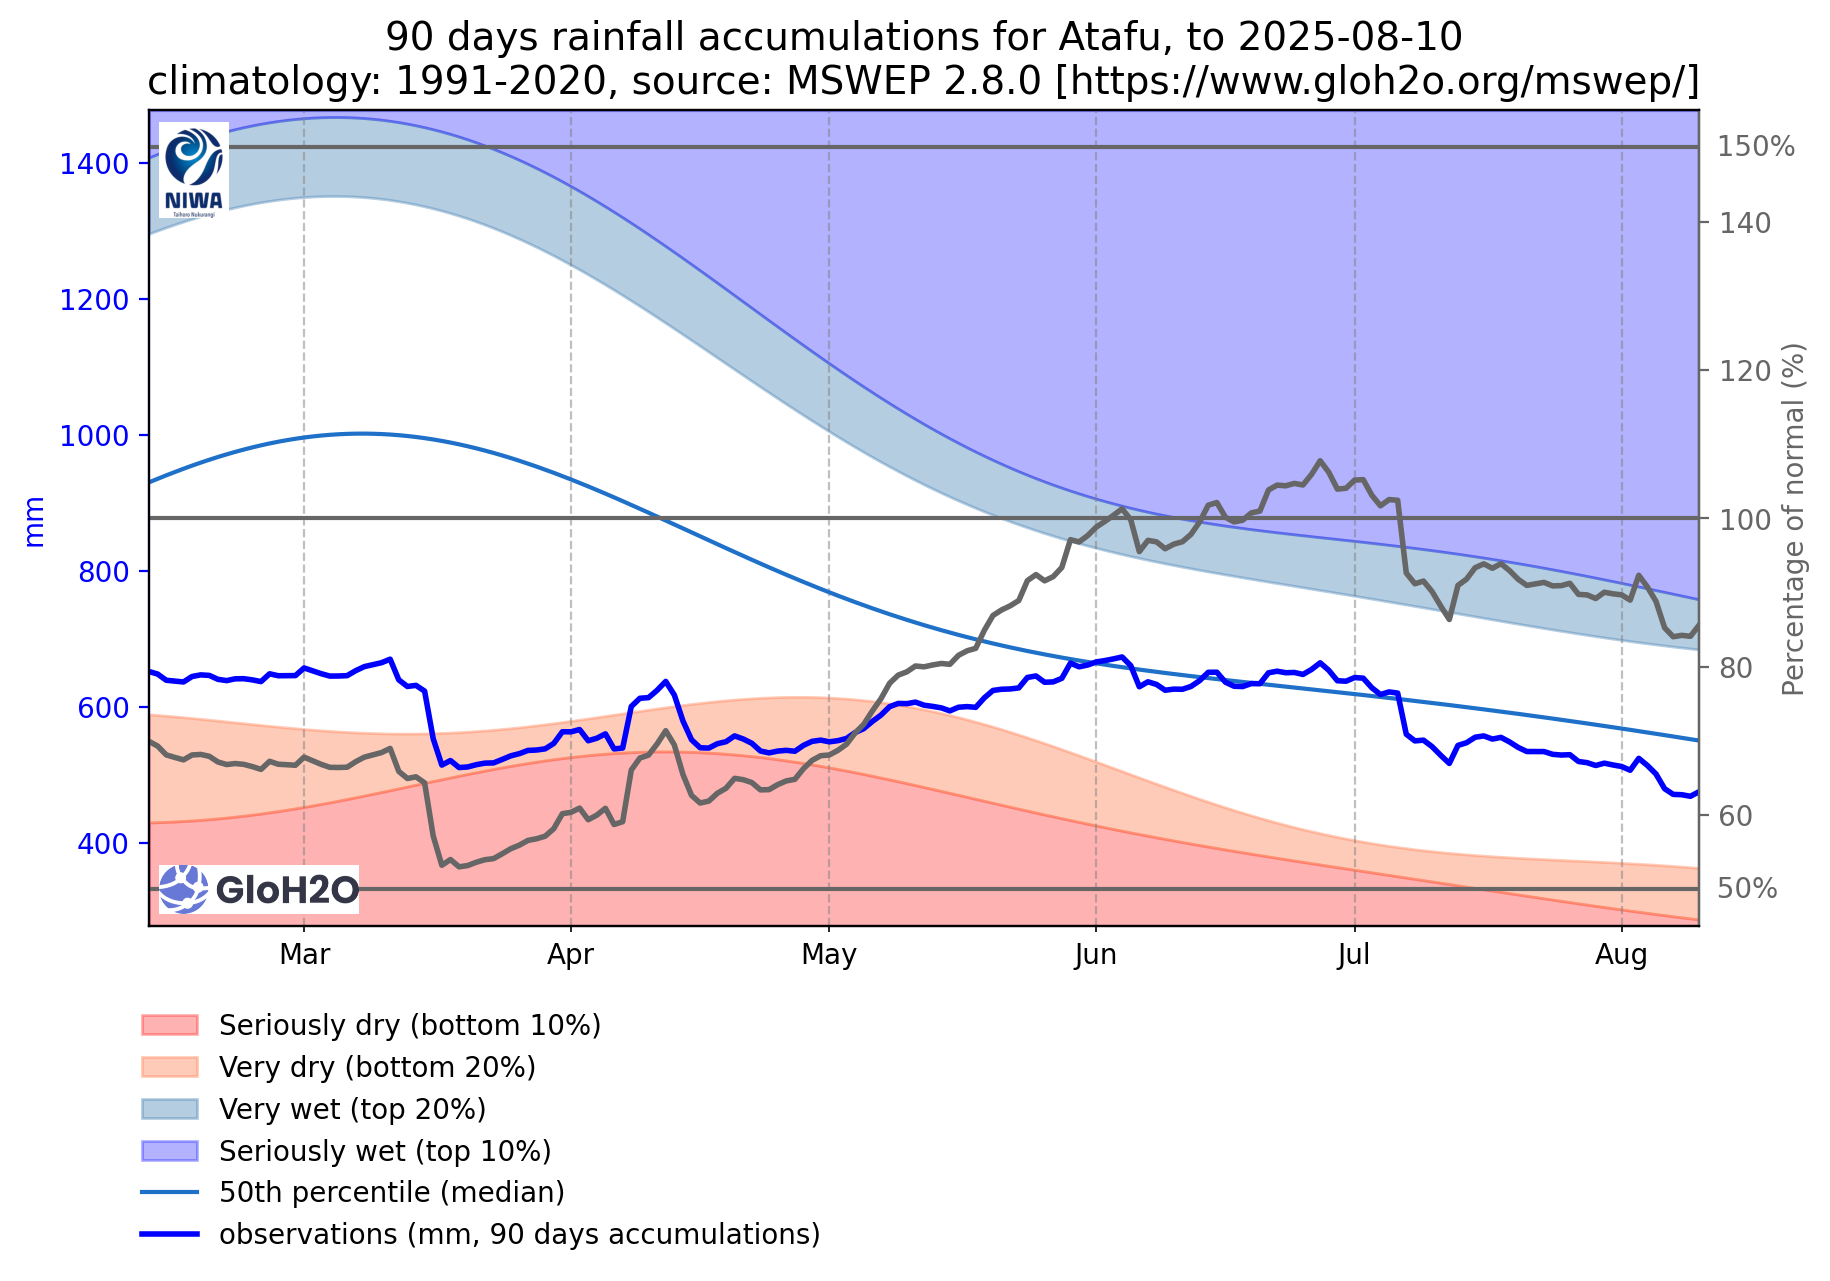 90 days rainfall accumulations for Atafu, to 2025-08-10
climatology: 1991-2020, source: MSWEP 2.8.0 [https://www.gloh2o.org/mswep/]
NIWA
Taihoro Nukurangi
1400
1200
1000
800
600
400
mm
150%
140
120
100
80
60
50%
Percentage of normal (%)
GloH2O
Mar
Apr
May
Jun
Jul
Aug
Seriously dry (bottom 10%)
Very dry (bottom 20%)
Very wet (top 20%)
Seriously wet (top 10%)
50th percentile (median)
observations (mm, 90 days accumulations)